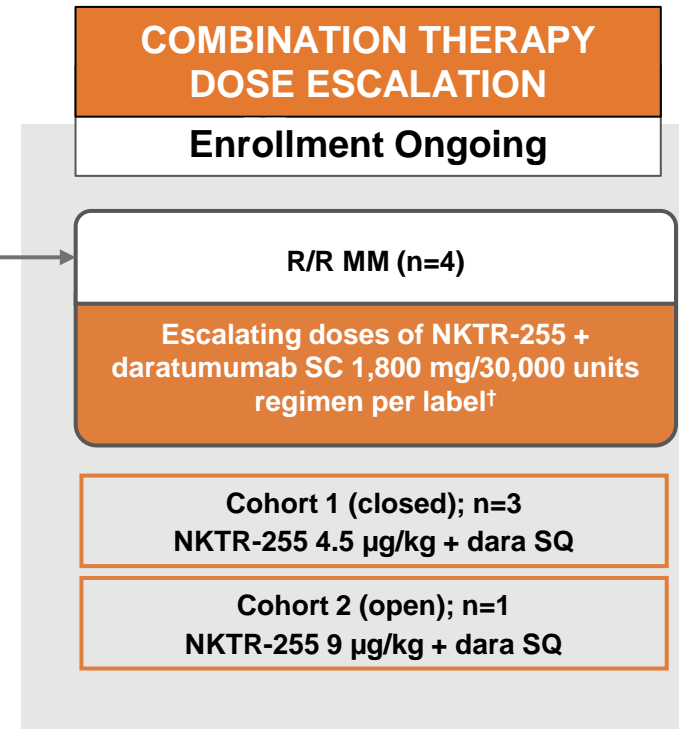 COMBINATION THERAPY
DOSE ESCALATION
Enrollment Ongoing
R/R MM (n=4)
Escalating doses of NKTR-255 +
daratumumab SC 1,800 mg/30,000 units
regimen per label†
Cohort 1 (closed); n=3
NKTR-255 4.5 μg/kg + dara SQ
Cohort 2 (open); n=1
NKTR-255 9 μg/kg + dara SQ